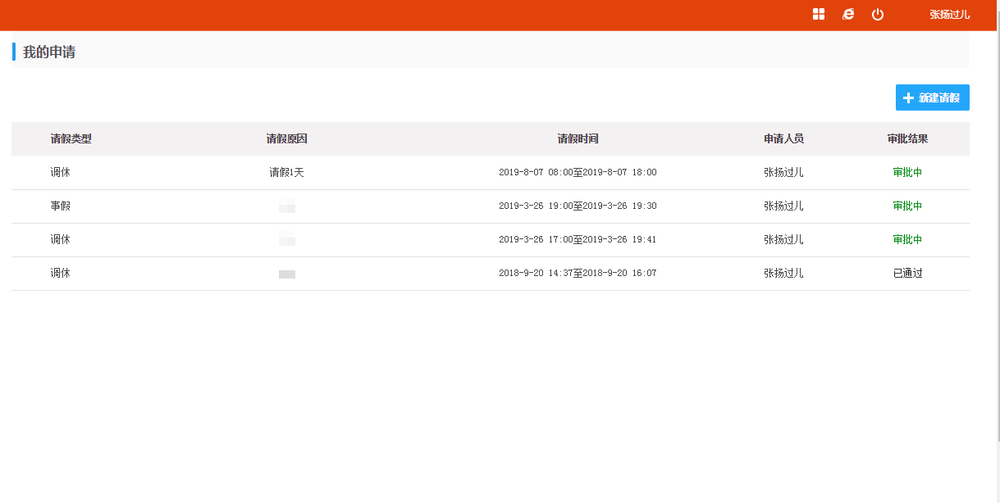 张扬过儿
我的申请
新建请假
请假类型 请假原因 请假时间 申请人员 审批结果
调休 请假1天 2019-8-07 08:00至2019-8-07 18:00 张扬过儿 审批中
事假 2019-3-26 19:00至2019-3-26 19:30 张扬过儿 审批中
调休 2019-3-26 17:00至2019-3-26 19:41 张扬过儿 审批中
调休 2018-9-20 14:37至2018-9-20 16:07 张扬过儿 已通过